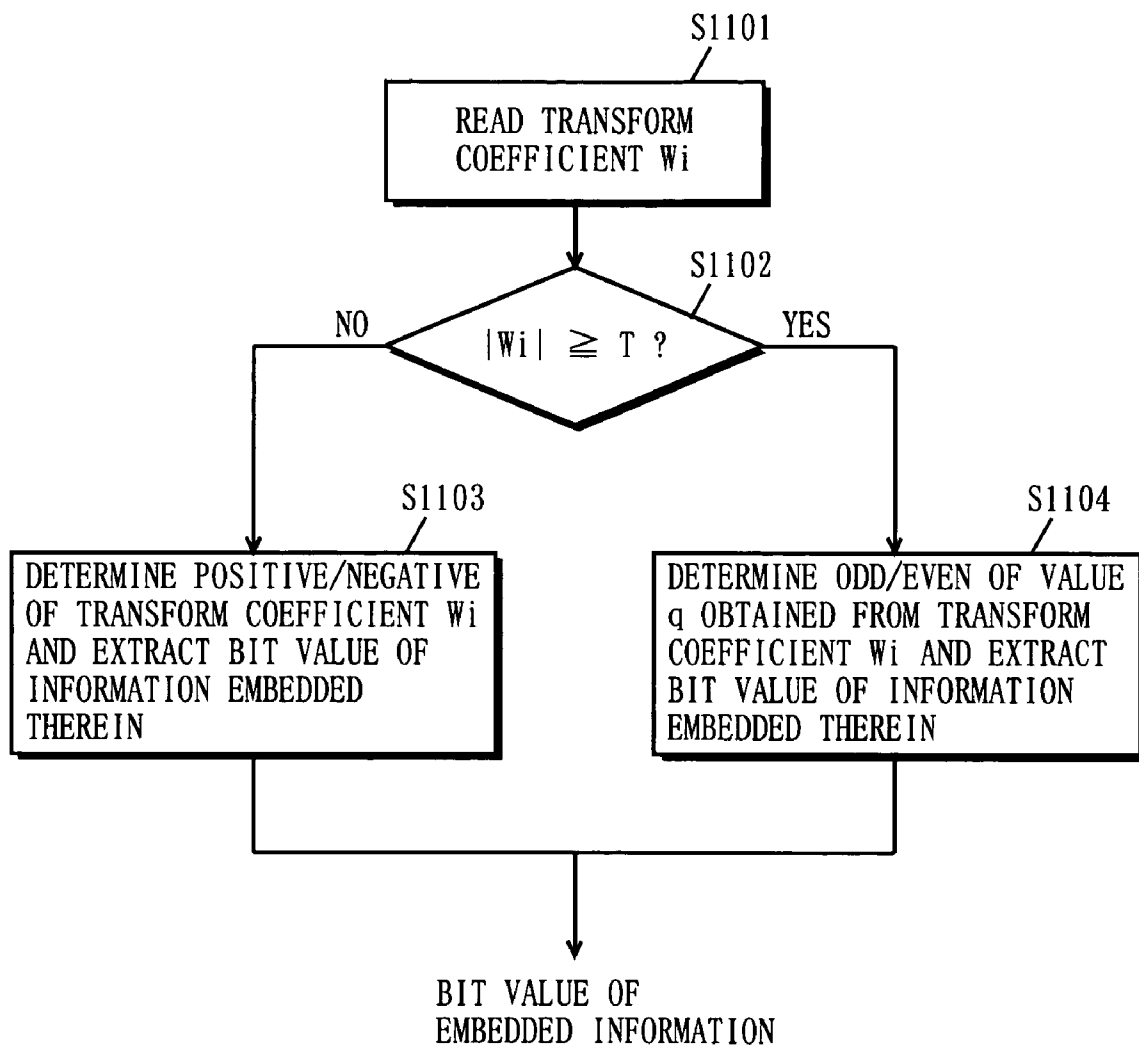 S1101
READ TRANSFORM
COEFFICIENT Wi
S1102
NO
|Wi| ≧ T ?
YES
S1103
DETERMINE POSITIVE/NEGATIVE
OF TRANSFORM COEFFICIENT Wi
AND EXTRACT BIT VALUE OF
INFORMATION EMBEDDED
THEREIN
S1104
DETERMINE ODD/EVEN OF VALUE
q OBTAINED FROM TRANSFORM
COEFFICIENT Wi AND EXTRACT
BIT VALUE OF INFORMATION
EMBEDDED THEREIN
BIT VALUE OF
EMBEDDED INFORMATION